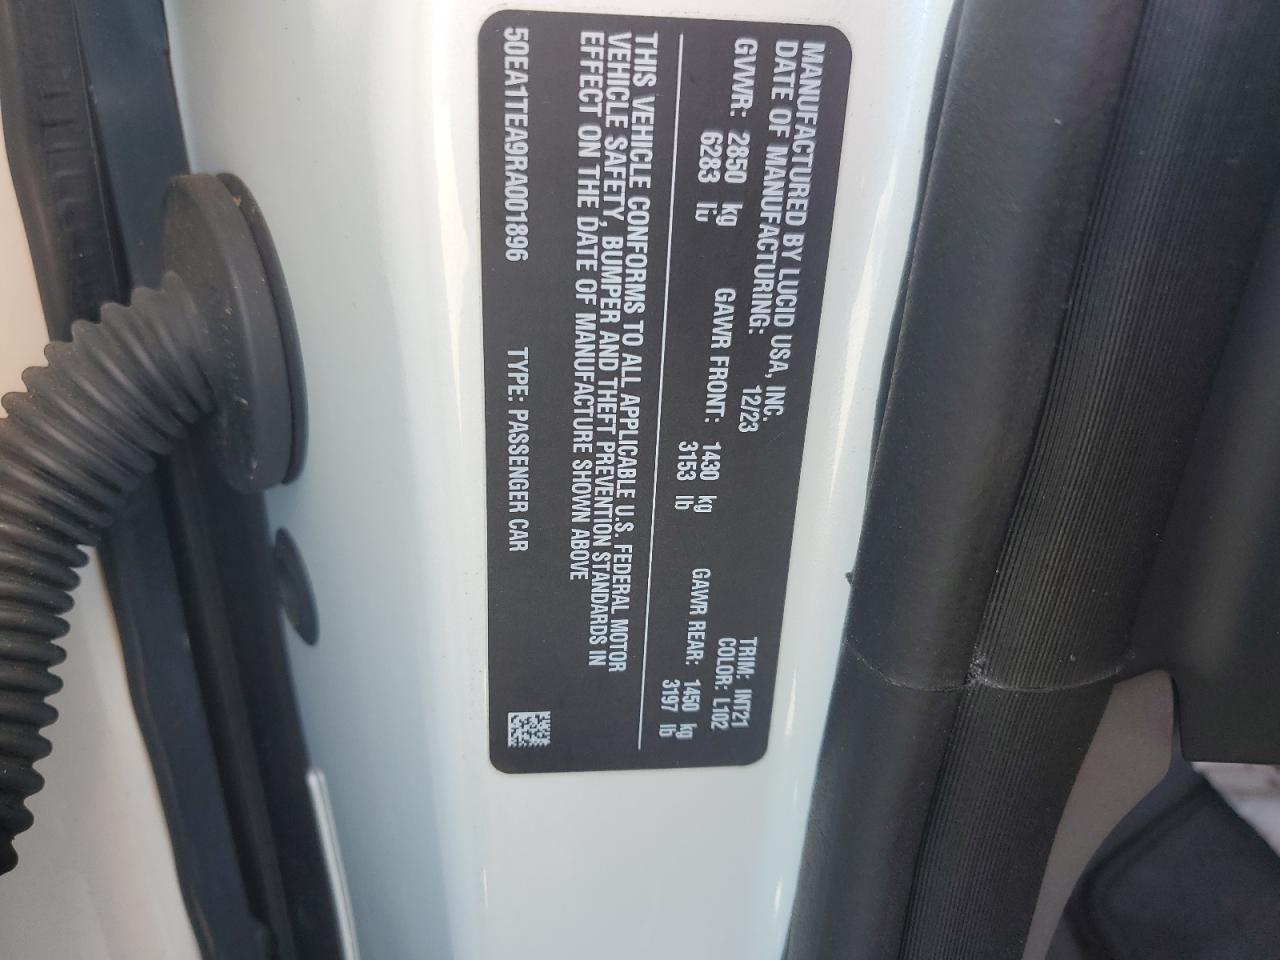 MANUFACTURED BY LUCID USA, INC.
DATE OF MANUFACTURING: 12/23
TRIM: INT21
COLOR: L102
GVWR: 2850 kg GAWR FRONT: 1430 kg GAWR REAR: 1450 kg
6283 lb 3153 lb 3197 lb
THIS VEHICLE CONFORMS TO ALL APPLICABLE U.S. FEDERAL MOTOR
VEHICLE SAFETY, BUMPER AND THEFT PREVENTION STANDARDS IN
EFFECT ON THE DATE OF MANUFACTURE SHOWN ABOVE
50EA1TEA9RA001896 TYPE: PASSENGER CAR